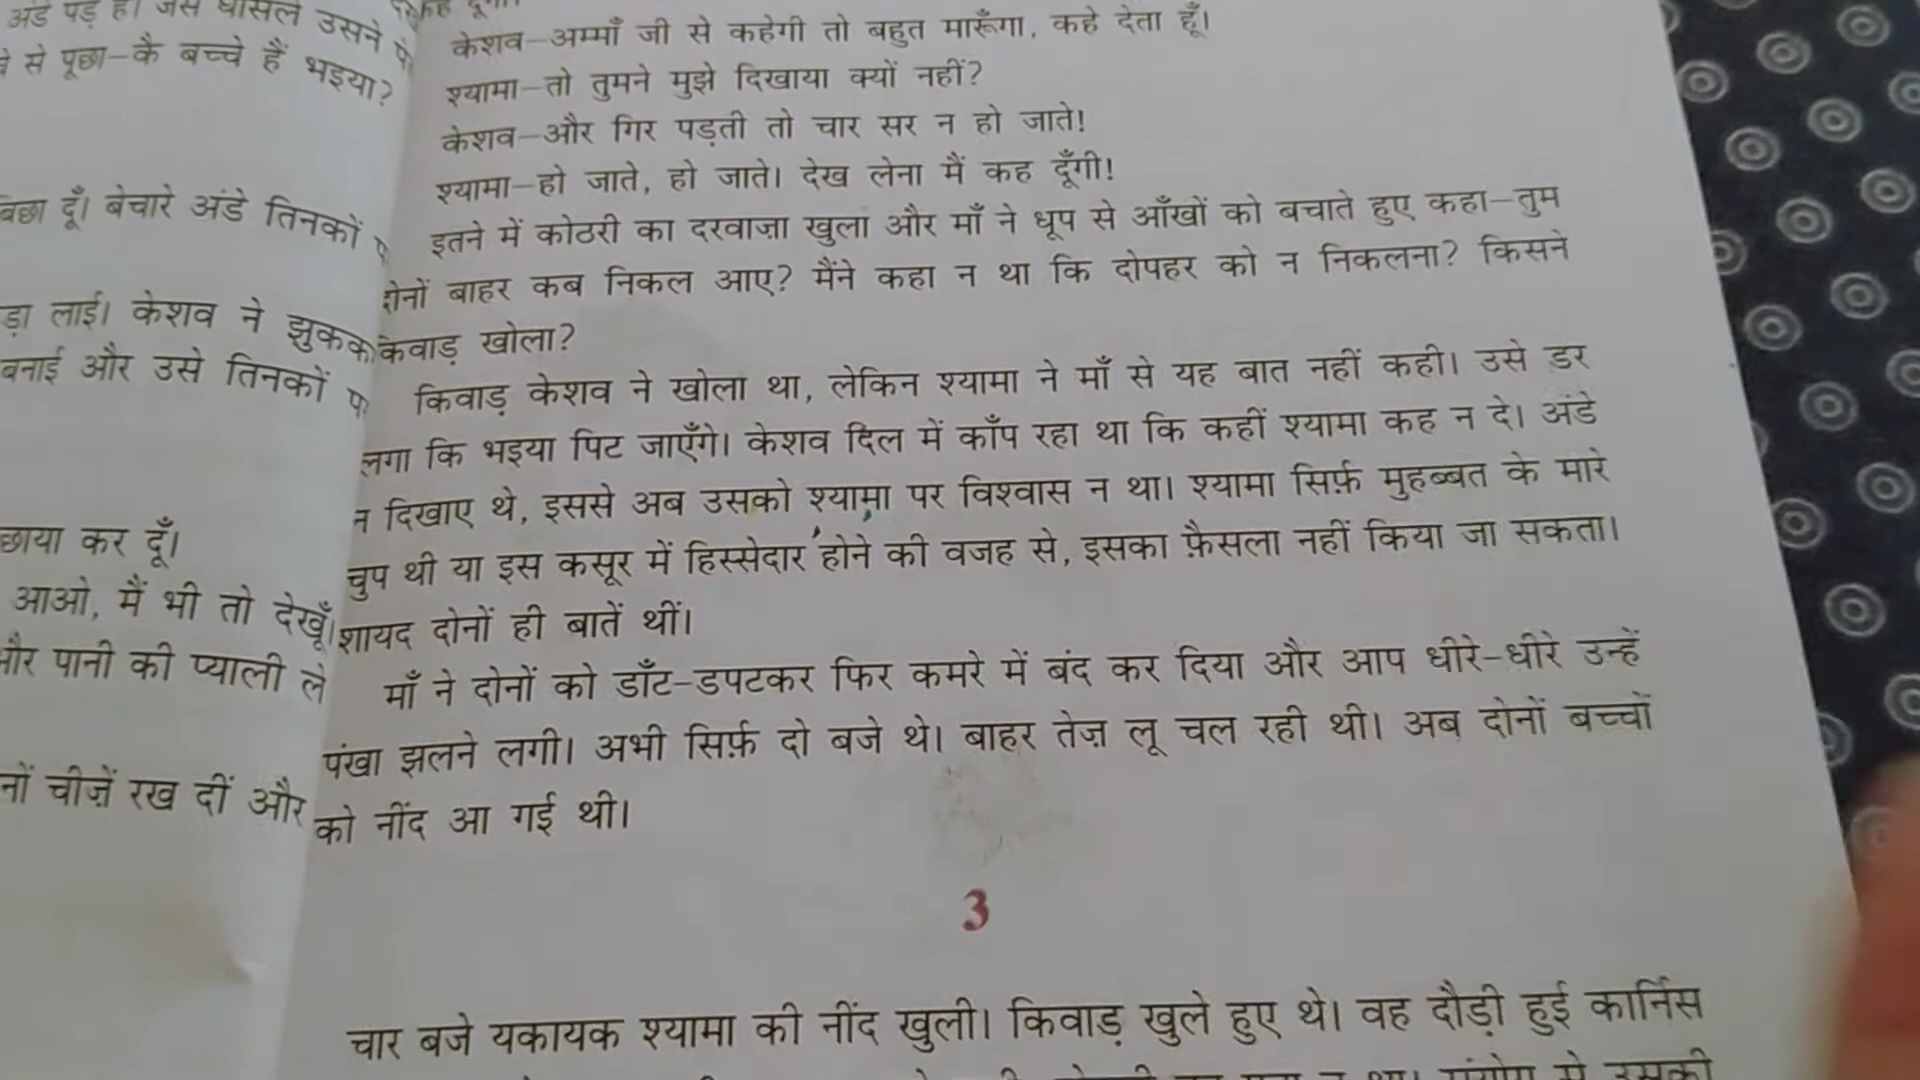 अंडे पड़े हैं। जैसे घोंसले उसने
से पूछा–कै बच्चे हैं भइया?
दूँ। बेचारे अंडे तिनकों
लाई। केशव ने
बनाई और उसे तिनकों
छाया कर दूँ।
आओ, मैं भी तो देखूँ।
और पानी की प्याली ले
चीज़ें रख दीं और
केशव–अम्माँ जी से कहेगी तो बहुत मारूँगा, कहे देता हूँ।
श्यामा–तो तुमने मुझे दिखाया क्यों नहीं?
केशव–और गिर पड़ती तो चार सर न हो जाते!
श्यामा–हो जाते, हो जाते। देख लेना मैं कह दूँगी!
इतने में कोठरी का दरवाज़ा खुला और माँ ने धूप से आँखों को बचाते हुए कहा–तुम
दोनों बाहर कब निकल आए? मैंने कहा न था कि दोपहर को न निकलना? किसने
किवाड़ खोला?
किवाड़ केशव ने खोला था, लेकिन श्यामा ने माँ से यह बात नहीं कही। उसे डर
लगा कि भइया पिट जाएँगे। केशव दिल में काँप रहा था कि कहीं श्यामा कह न दे। अंडे
न दिखाए थे, इससे अब उसको श्यामा पर विश्वास न था। श्यामा सिर्फ़ मुहब्बत के मारे
चुप थी या इस कसूर में हिस्सेदार होने की वजह से, इसका फ़ैसला नहीं किया जा सकता।
शायद दोनों ही बातें थीं।
माँ ने दोनों को डाँट-डपटकर फिर कमरे में बंद कर दिया और आप धीरे-धीरे उन्हें
पंखा झलने लगी। अभी सिर्फ़ दो बजे थे। बाहर तेज़ लू चल रही थी। अब दोनों बच्चों
को नींद आ गई थी।
3
चार बजे यकायक श्यामा की नींद खुली। किवाड़ खुले हुए थे। वह दौड़ी हुई कार्निस